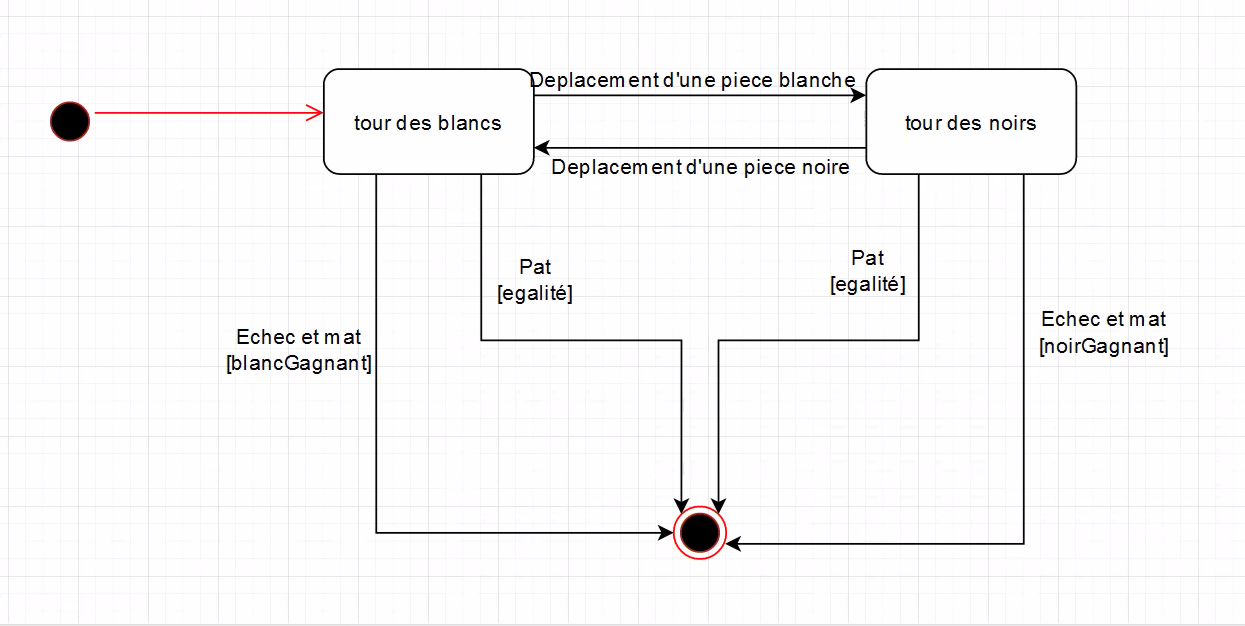 Deplacement d'une piece blanche
tour des blancs
tour des noirs
Deplacement d'une piece noire
Pat
[egalité]
Pat
[egalité]
Echec et mat
[blancGagnant]
Echec et mat
[noirGagnant]